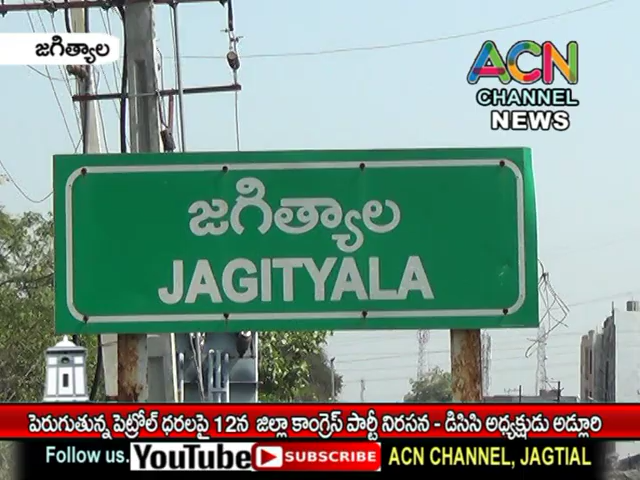 జగిత్యాల
ACN
CHANNEL
NEWS
జగిత్యాల
JAGITYALA
పెరుగుతున్న పెట్రోల్ ధరలపై 12న జిల్లా కాంగ్రెస్ పార్టీ నిరసన - డిసిసి అధ్యక్షుడు అడ్లూరి
Follow us. YouTube SUBSCRIBE ACN CHANNEL, JAGTIAL